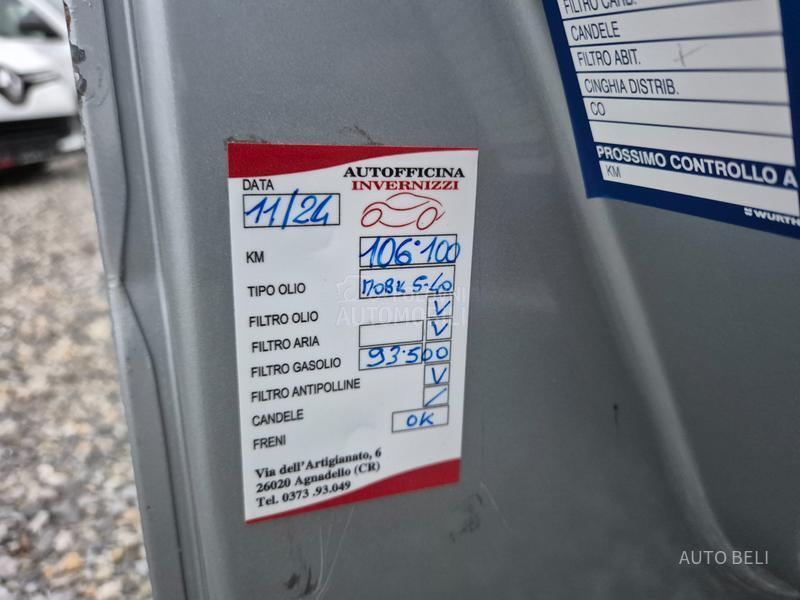 FILTRO CARB.
CANDELE
FILTRO ABIT.
CINGHIA DISTRIB.
CO
PROSSIMO CONTROLLO A
KM
WÜRTH
AUTOFFICINA
INVERNIZZI
DATA
11/24
KM 106·100
TIPO OLIO 5-40
FILTRO OLIO V
FILTRO ARIA V
FILTRO GASOLIO 93·500
FILTRO ANTIPOLLINE V
CANDELE /
FRENI OK
Via dell'Artigianato, 6
26020 Agnadello (CR)
Tel. 0373 .93.049
AUTOMOBILI
AUTO BELI